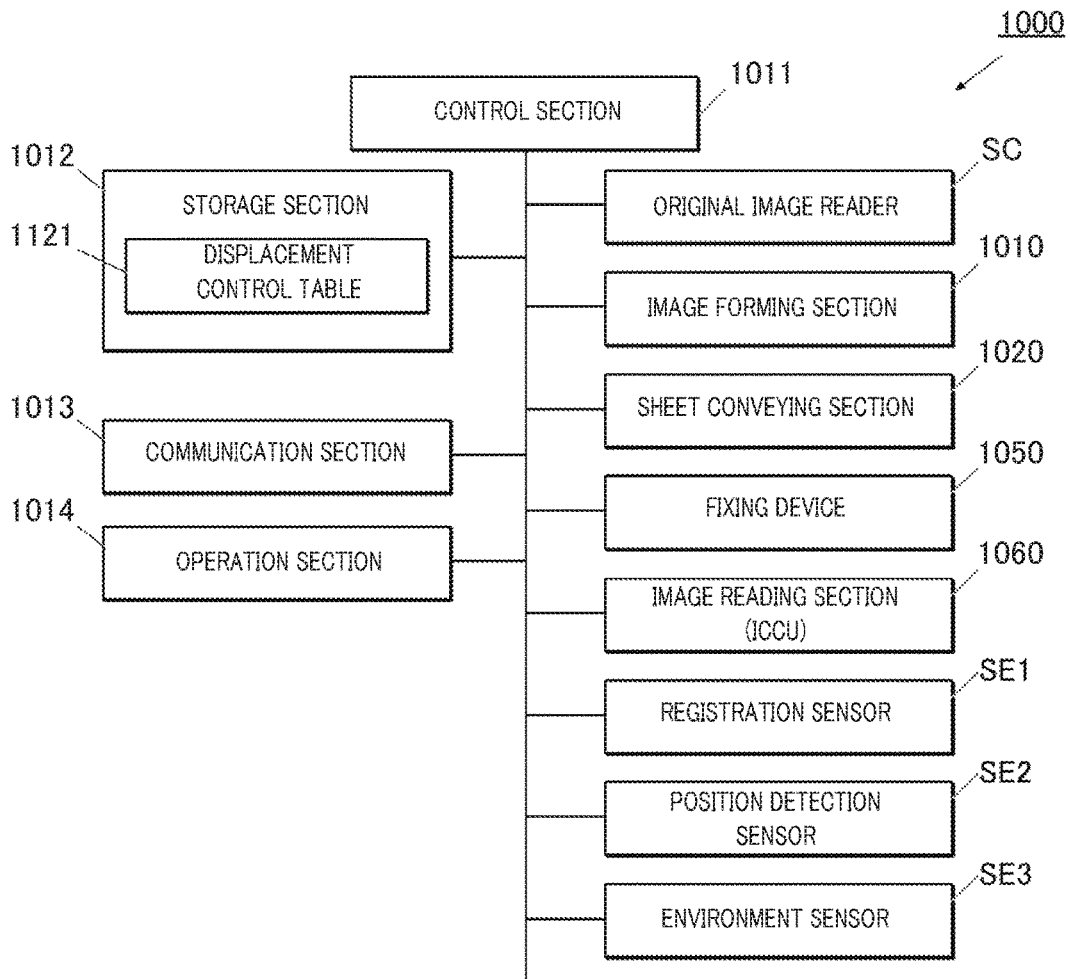 1000
CONTROL SECTION
1011
1012
STORAGE SECTION
1121
DISPLACEMENT
CONTROL TABLE
1013
COMMUNICATION SECTION
1014
OPERATION SECTION
SC
ORIGINAL IMAGE READER
1010
IMAGE FORMING SECTION
1020
SHEET CONVEYING SECTION
1050
FIXING DEVICE
1060
IMAGE READING SECTION
(ICCU)
SE1
REGISTRATION SENSOR
SE2
POSITION DETECTION
SENSOR
SE3
ENVIRONMENT SENSOR